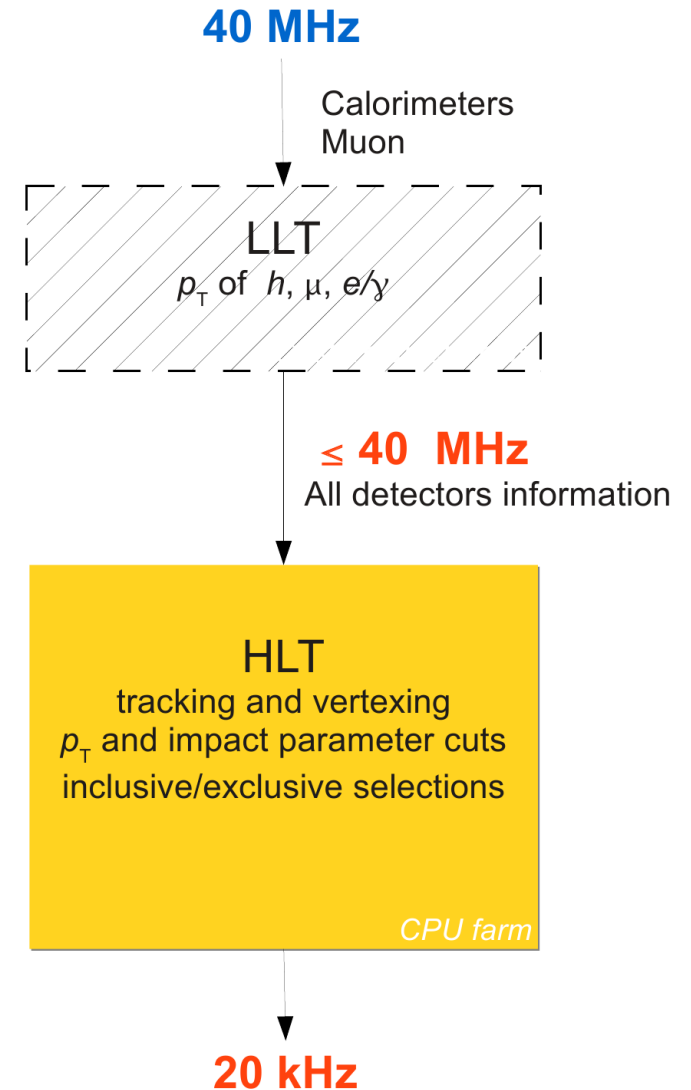 40 MHz
Calorimeters
Muon
LLT
pT of h, μ, e/γ
≤ 40 MHz
All detectors information
HLT
tracking and vertexing
pT and impact parameter cuts
inclusive/exclusive selections
CPU farm
20 kHz